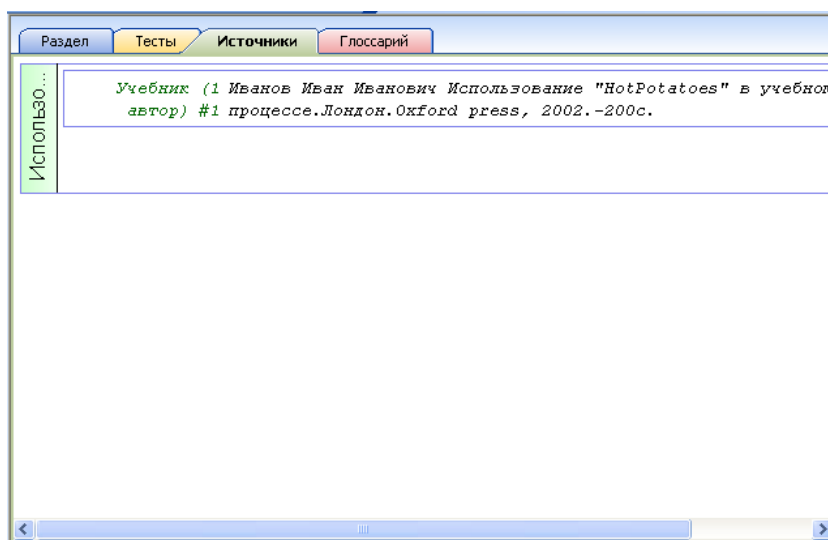 Раздел Тесты Источники Глоссарий
Использо...
Учебник (1 Иванов Иван Иванович Использование "HotPotatoes" в учебном
автор) #1 процессе.Лондон.Oxford press, 2002.-200с.